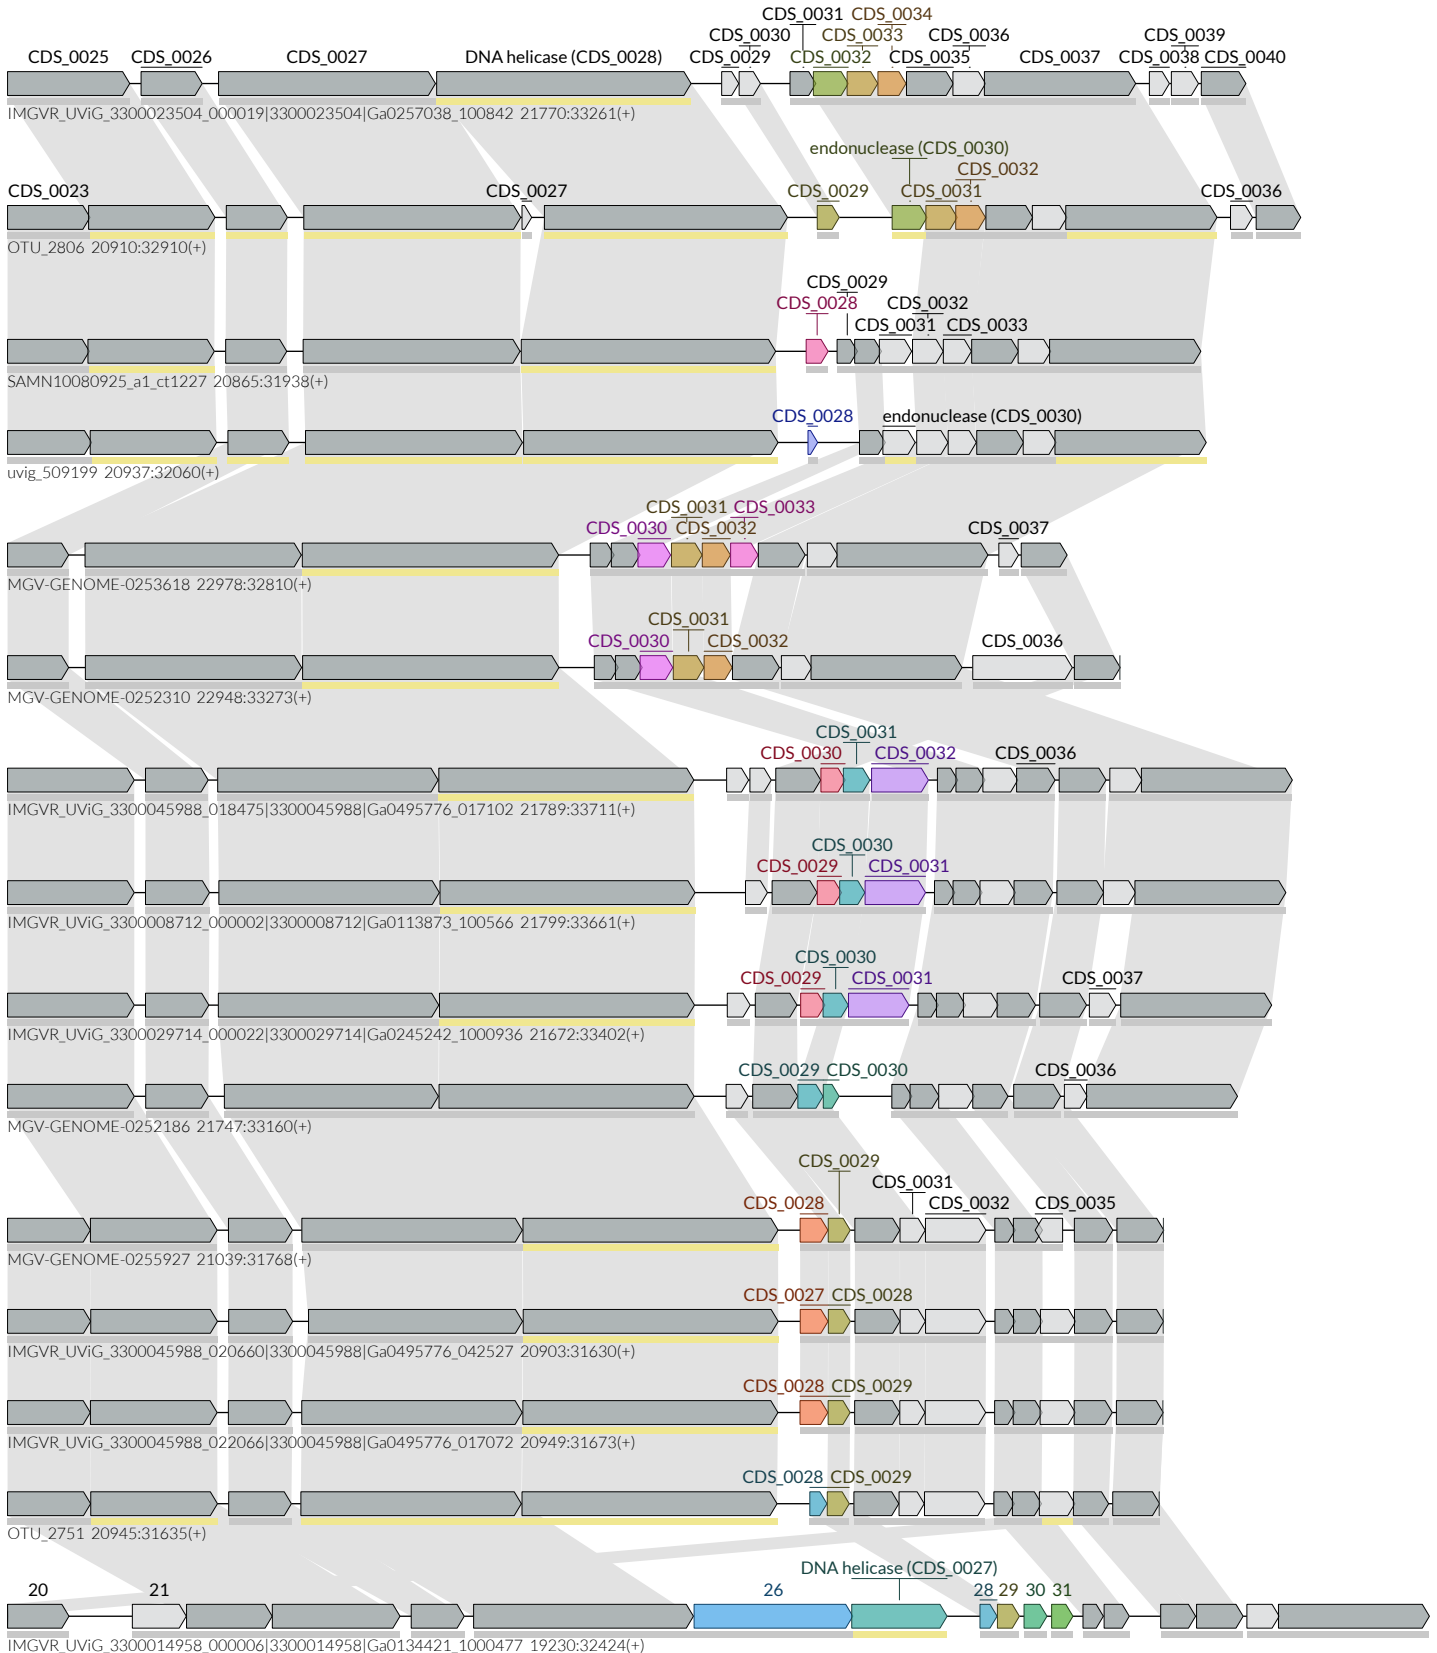 CDS_0031 CDS_0034
CDS_0030 CDS_0033 CDS_0036 CDS_0039
CDS_0025 CDS_0026 CDS_0027 DNA helicase (CDS_0028) CDS_0029 CDS_0032 CDS_0035 CDS_0037 CDS_0038 CDS_0040
IMGVR_UViG_3300023504_000019|3300023504|Ga0257038_100842 21770:33261(+)
endonuclease (CDS_0030)
CDS_0032
CDS_0023 CDS_0027 CDS_0029 CDS_0031 CDS_0036
OTU_2806 20910:32910(+)
CDS_0029
CDS_0028 CDS_0032
CDS_0031 CDS_0033
SAMN10080925_a1_ct1227 20865:31938(+)
CDS_0028 endonuclease (CDS_0030)
uvig_509199 20937:32060(+)
CDS_0031 CDS_0033
CDS_0030 CDS_0032 CDS_0037
MGV-GENOME-0253618 22978:32810(+)
CDS_0031
CDS_0030 CDS_0032 CDS_0036
MGV-GENOME-0252310 22948:33273(+)
CDS_0031
CDS_0030 CDS_0032 CDS_0036
IMGVR_UViG_3300045988_018475|3300045988|Ga0495776_017102 21789:33711(+)
CDS_0030
CDS_0029 CDS_0031
IMGVR_UViG_3300008712_000002|3300008712|Ga0113873_100566 21799:33661(+)
CDS_0030
CDS_0029 CDS_0031 CDS_0037
IMGVR_UViG_3300029714_000022|3300029714|Ga0245242_1000936 21672:33402(+)
CDS_0029 CDS_0030 CDS_0036
MGV-GENOME-0252186 21747:33160(+)
CDS_0029
CDS_0031
CDS_0028 CDS_0032 CDS_0035
MGV-GENOME-0255927 21039:31768(+)
CDS_0027 CDS_0028
IMGVR_UViG_3300045988_020660|3300045988|Ga0495776_042527 20903:31630(+)
CDS_0028 CDS_0029
IMGVR_UViG_3300045988_022066|3300045988|Ga0495776_017072 20949:31673(+)
CDS_0028 CDS_0029
OTU_2751 20945:31635(+)
DNA helicase (CDS_0027)
20 21 26 28 29 30 31
IMGVR_UViG_3300014958_000006|3300014958|Ga0134421_1000477 19230:32424(+)